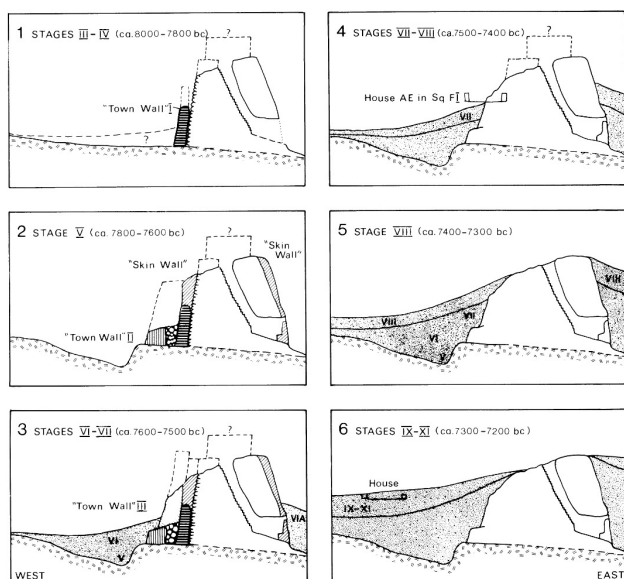 1 STAGES III–IV (ca. 8000–7800 bc)
?
"Town Wall" I
?
2 STAGE V (ca. 7800–7600 bc)
?
"Skin Wall"
"Skin Wall"
"Town Wall" II
3 STAGES VI–VII (ca. 7600–7500 bc)
?
"Town Wall" III
VI
V
VIA
WEST
4 STAGES VII–VIII (ca. 7500–7400 bc)
?
House AE in Sq FI
VII
5 STAGE VIII (ca. 7400–7300 bc)
VIII
VIII
VII
VI
V
6 STAGES IX–XI (ca. 7300–7200 bc)
House
IX–XI
EAST